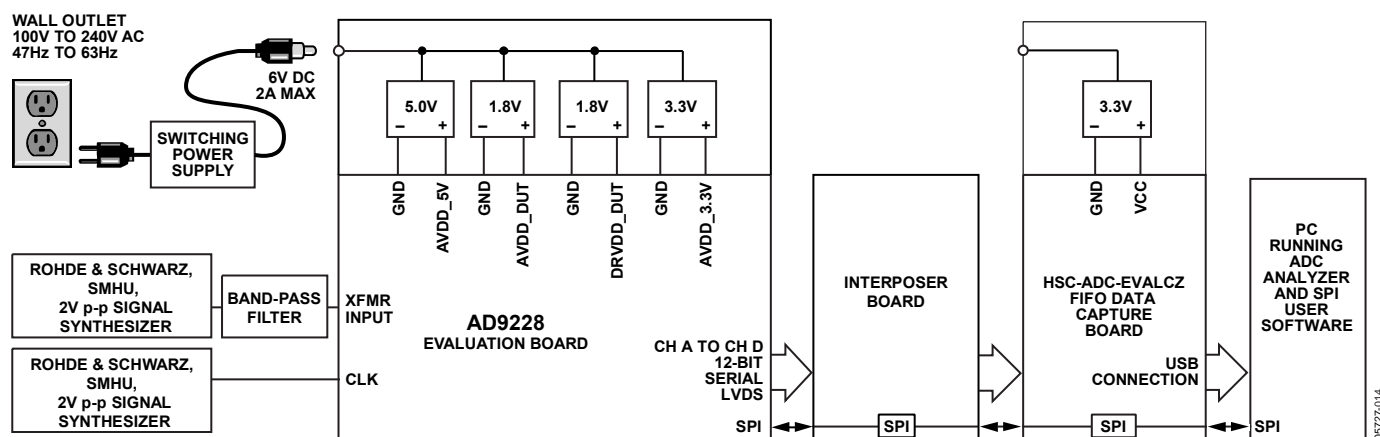 WALL OUTLET
100V TO 240V AC
47Hz TO 63Hz
6V DC
2A MAX
SWITCHING
POWER
SUPPLY
5.0V
– +
1.8V
– +
1.8V
– +
3.3V
– +
GND
AVDD_5V
GND
AVDD_DUT
GND
DRVDD_DUT
GND
AVDD_3.3V
3.3V
– +
GND
VCC
ROHDE & SCHWARZ,
SMHU,
2V p-p SIGNAL
SYNTHESIZER
BAND-PASS
FILTER
XFMR
INPUT
ROHDE & SCHWARZ,
SMHU,
2V p-p SIGNAL
SYNTHESIZER
CLK
AD9228
EVALUATION BOARD
CH A TO CH D
12-BIT
SERIAL
LVDS
SPI
INTERPOSER
BOARD
SPI
HSC-ADC-EVALCZ
FIFO DATA
CAPTURE
BOARD
USB
CONNECTION
SPI
PC
RUNNING
ADC
ANALYZER
AND SPI
USER
SOFTWARE
SPI
05727-014